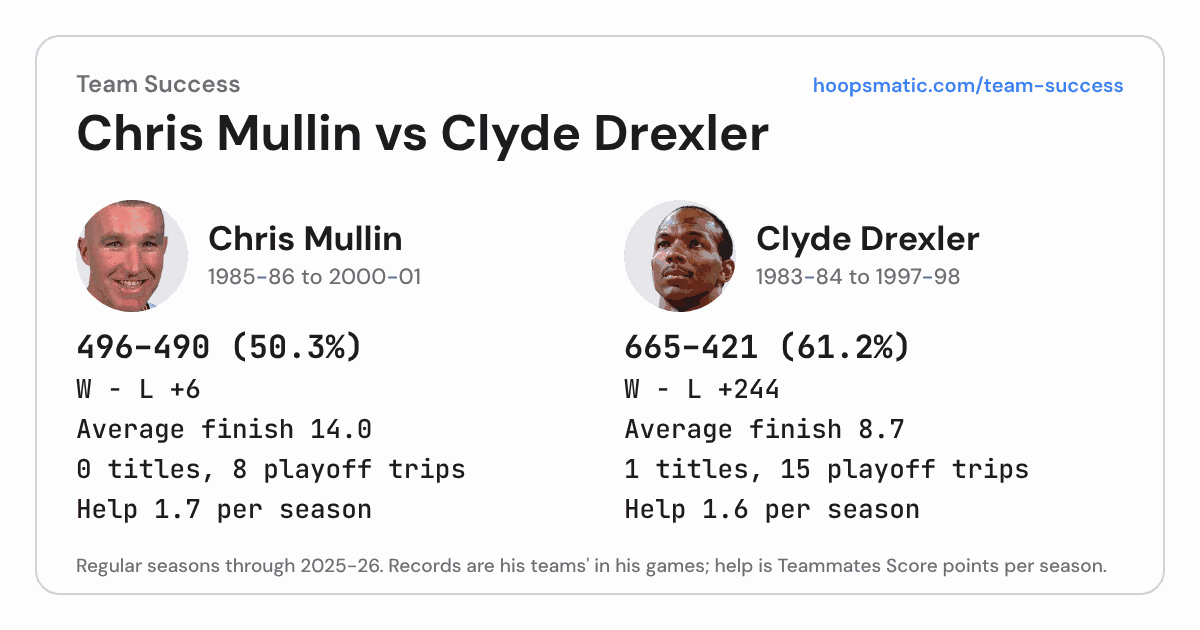 Team Success
hoopsmatic.com/team-success
Chris Mullin vs Clyde Drexler
Chris Mullin
1985–86 to 2000–01
496–490 (50.3%)
W - L +6
Average finish 14.0
0 titles, 8 playoff trips
Help 1.7 per season
Clyde Drexler
1983–84 to 1997–98
665–421 (61.2%)
W - L +244
Average finish 8.7
1 titles, 15 playoff trips
Help 1.6 per season
Regular seasons through 2025-26. Records are his teams' in his games; help is Teammates Score points per season.